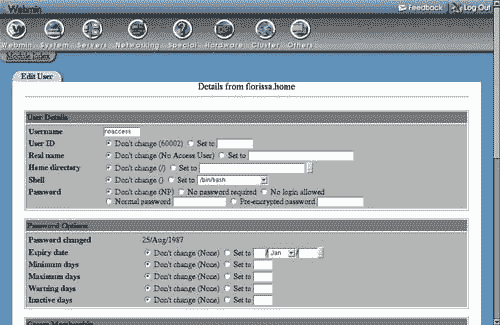 Webmin
Feedback Log Out
Webmin System Servers Networking Special Hardware Cluster Others
Module Index
Edit User
Details from fiorissa.home
User Details
Username noaccess
User ID Don't change (60002) Set to
Real name Don't change (No Access User) Set to
Home directory Don't change (/) Set to
Shell Don't change () Set to /bin/bash
Password Don't change (NP) No password required No login allowed
Normal password Pre-encrypted password
Password Options
Password changed 25/Aug/1987
Expiry date Don't change (None) Set to / Jan /
Minimum days Don't change (None) Set to
Maximum days Don't change (None) Set to
Warning days Don't change (None) Set to
Inactive days Don't change (None) Set to
Group Membership